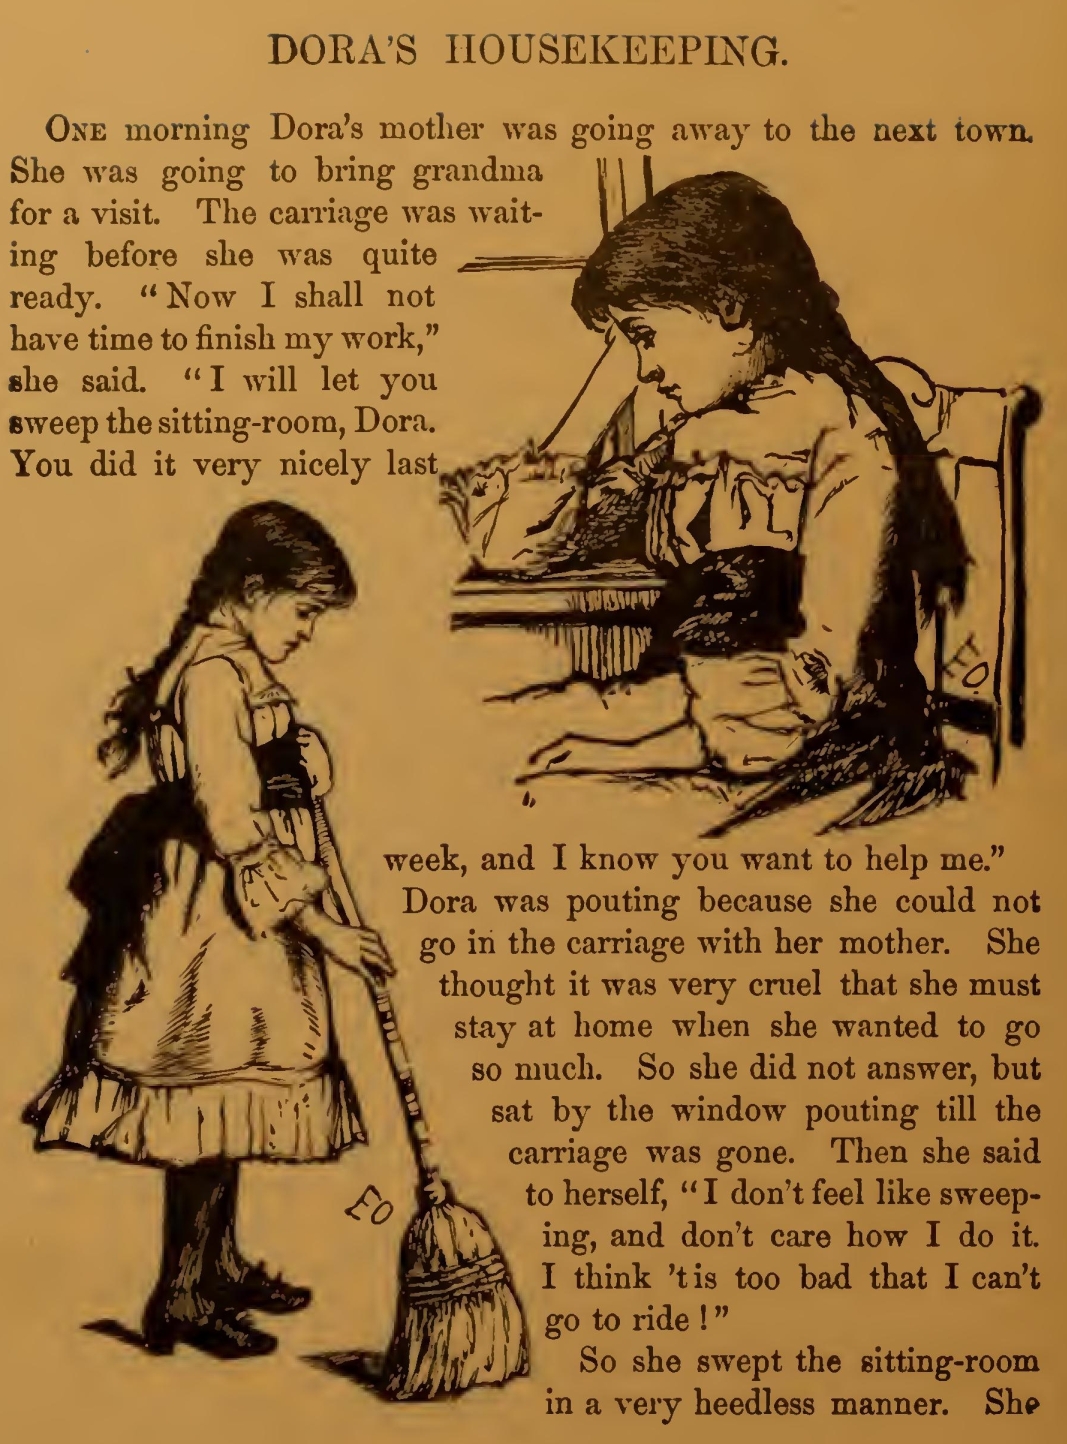 DORA'S HOUSEKEEPING.
ONE morning Dora's mother was going away to the next town.
She was going to bring grandma
for a visit. The carriage was wait-
ing before she was quite
ready. "Now I shall not
have time to finish my work,"
she said. "I will let you
sweep the sitting-room, Dora.
You did it very nicely last
week, and I know you want to help me."
Dora was pouting because she could not
go in the carriage with her mother. She
thought it was very cruel that she must
stay at home when she wanted to go
so much. So she did not answer, but
sat by the window pouting till the
carriage was gone. Then she said
to herself, "I don't feel like sweep-
ing, and don't care how I do it.
I think 'tis too bad that I can't
go to ride!"
So she swept the sitting-room
in a very heedless manner. She
EO
EO